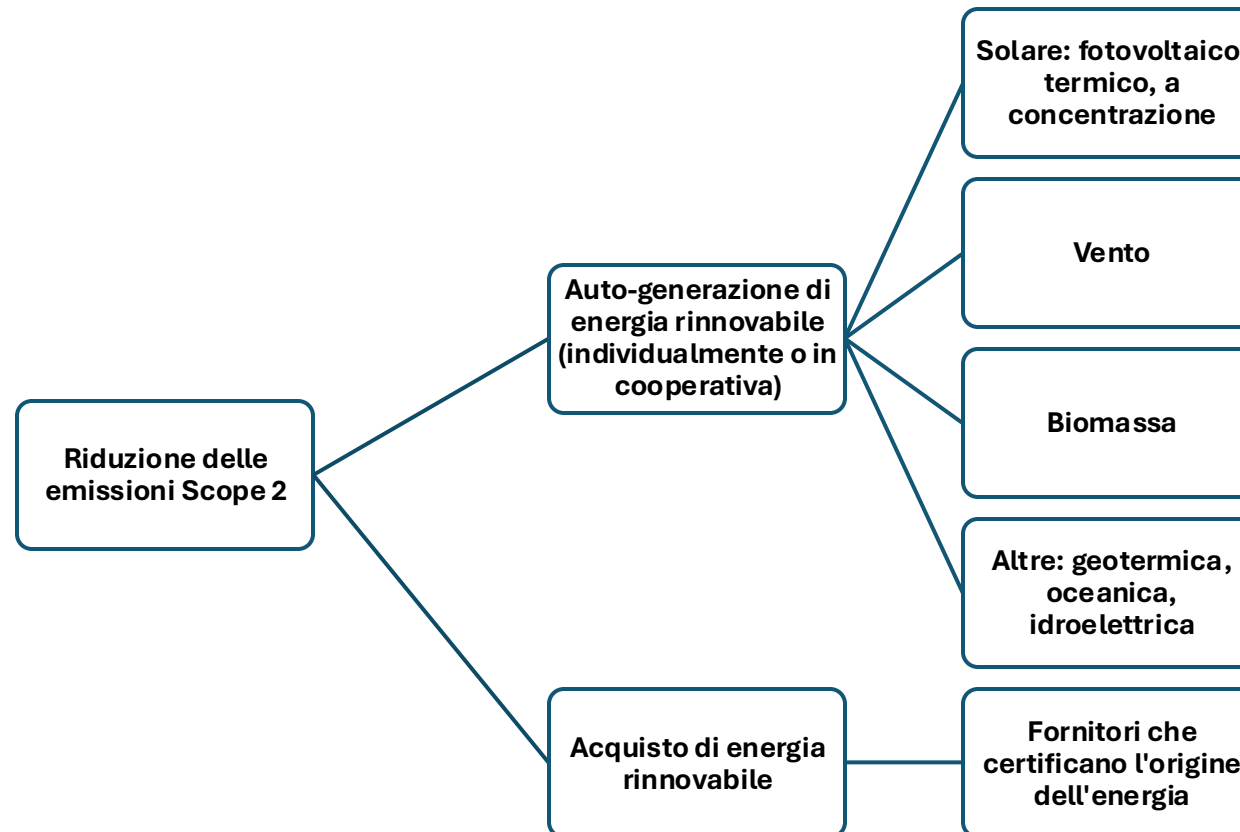 Solare: fotovoltaico
termico, a
concentrazione
Vento
Auto-generazione di
energia rinnovabile
(individualmente o in
cooperativa)
Biomassa
Riduzione delle
emissioni Scope 2
Altre: geotermica,
oceanica,
idroelettrica
Acquisto di energia
rinnovabile
Fornitori che
certificano l'origine
dell'energia